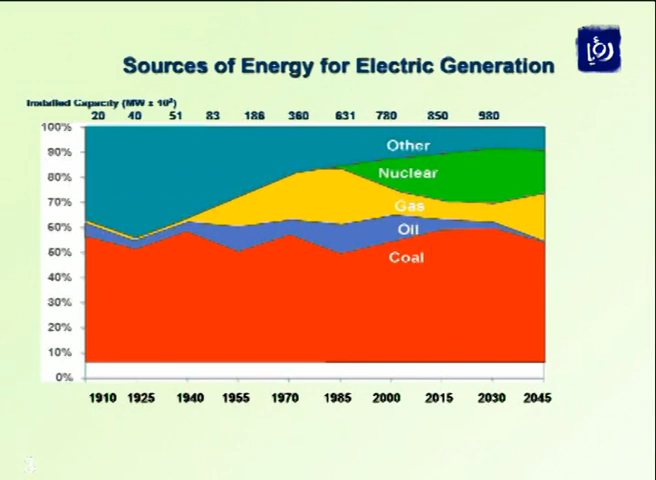 رؤيا
Sources of Energy for Electric Generation
Installed Capacity (MW x 10³)
20 40 51 83 186 360 631 780 850 980
100%
90%
80%
70%
60%
50%
40%
30%
20%
10%
0%
Other
Nuclear
Gas
Oil
Coal
1910 1925 1940 1955 1970 1985 2000 2015 2030 2045
3